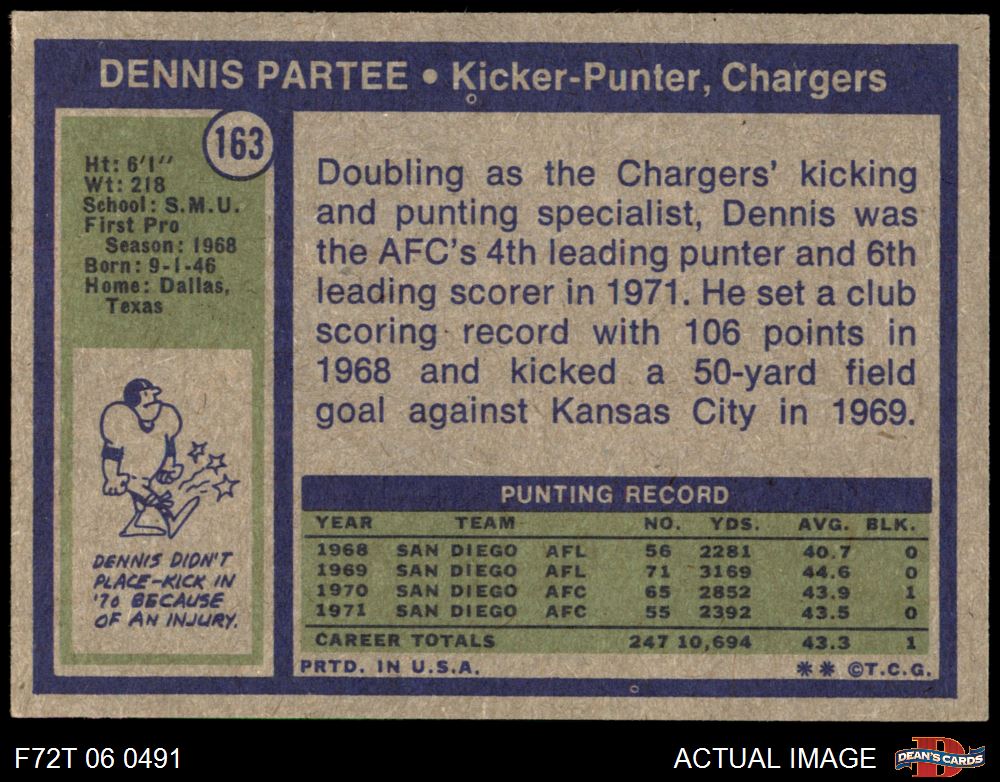 DENNIS PARTEE • Kicker-Punter, Chargers
163
Ht: 6'1''
Wt: 218
School: S.M.U.
First Pro
Season: 1968
Born: 9-1-46
Home: Dallas,
Texas
DENNIS DIDN'T
PLACE-KICK IN
'70 BECAUSE
OF AN INJURY.
Doubling as the Chargers' kicking
and punting specialist, Dennis was
the AFC's 4th leading punter and 6th
leading scorer in 1971. He set a club
scoring record with 106 points in
1968 and kicked a 50-yard field
goal against Kansas City in 1969.
PUNTING RECORD
YEAR TEAM NO. YDS. AVG. BLK.
1968 SAN DIEGO AFL 56 2281 40.7 0
1969 SAN DIEGO AFL 71 3169 44.6 0
1970 SAN DIEGO AFC 65 2852 43.9 1
1971 SAN DIEGO AFC 55 2392 43.5 0
CAREER TOTALS 247 10,694 43.3 1
PRTD. IN U.S.A. ** ©T.C.G.
F72T 06 0491 ACTUAL IMAGE D DEAN'S CARDS